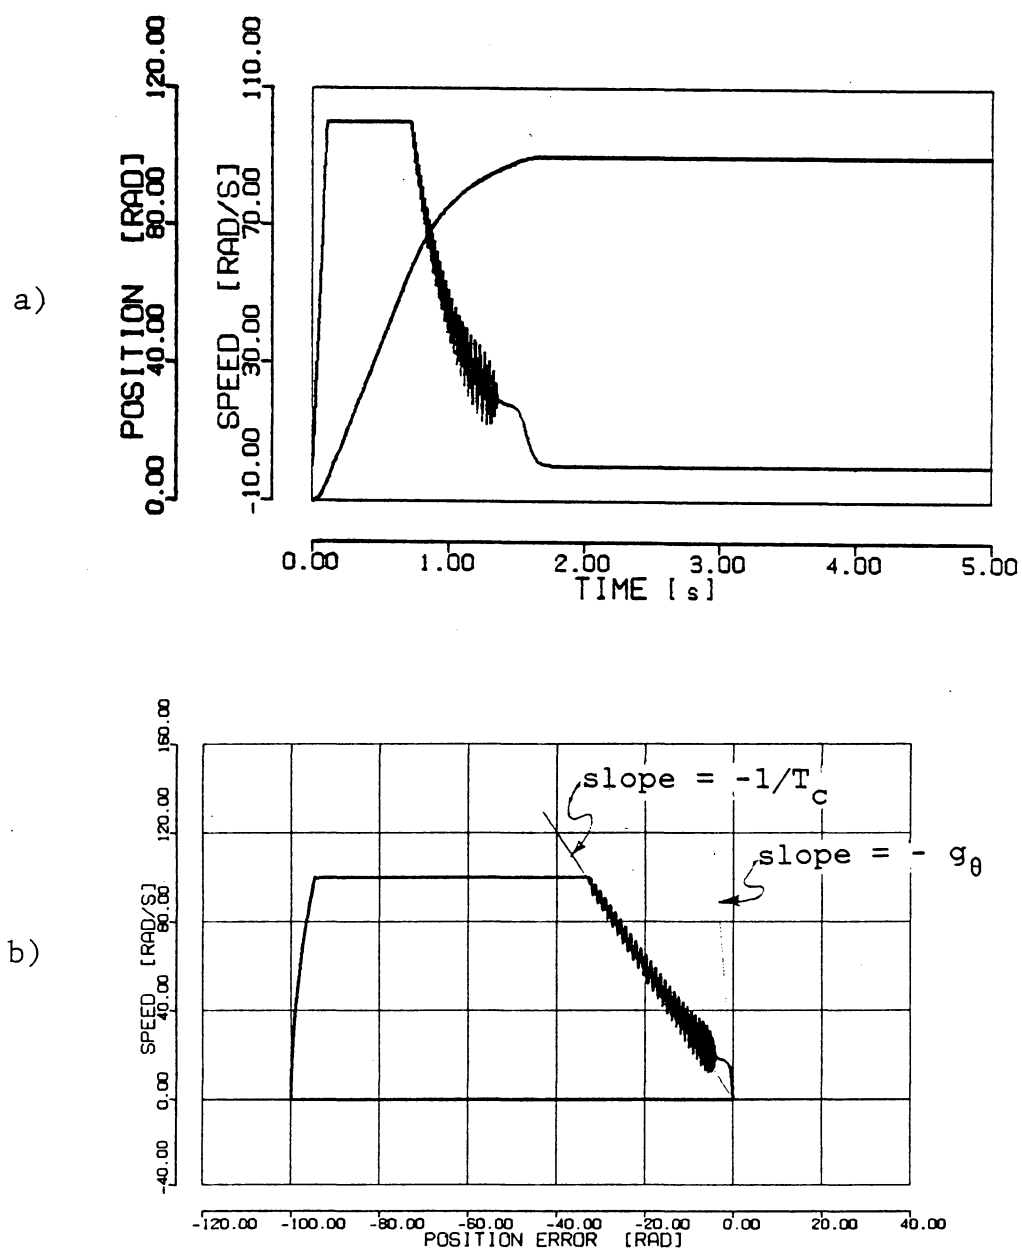 a)
POSITION [RAD]
0.00 40.00 80.00 120.00
SPEED [RAD/S]
-10.00 30.00 70.00 110.00
0.00 1.00 2.00 3.00 4.00 5.00
TIME [s]
b)
slope = -1/Tc
slope = - gθ
SPEED [RAD/S]
-40.00 0.00 40.00 80.00 120.00 160.00
-120.00 -100.00 -80.00 -60.00 -40.00 -20.00 0.00 20.00 40.00
POSITION ERROR [RAD]